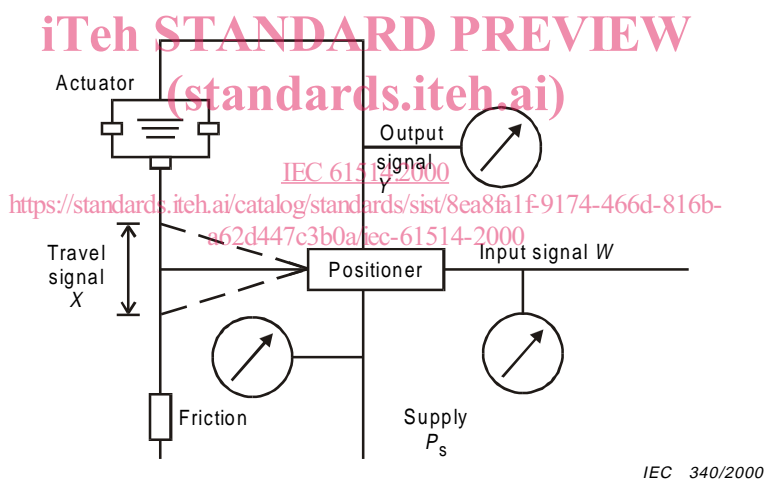 iTeh STANDARD PREVIEW
(standards.iteh.ai)
Actuator
Output
signal
Y
IEC 61514:2000
https://standards.iteh.ai/catalog/standards/sist/8ea8fa1f-9174-466d-816b-
a62d447c3b0a/iec-61514-2000
Travel
signal
X
Positioner
Input signal W
Friction
Supply
Ps
IEC 340/2000